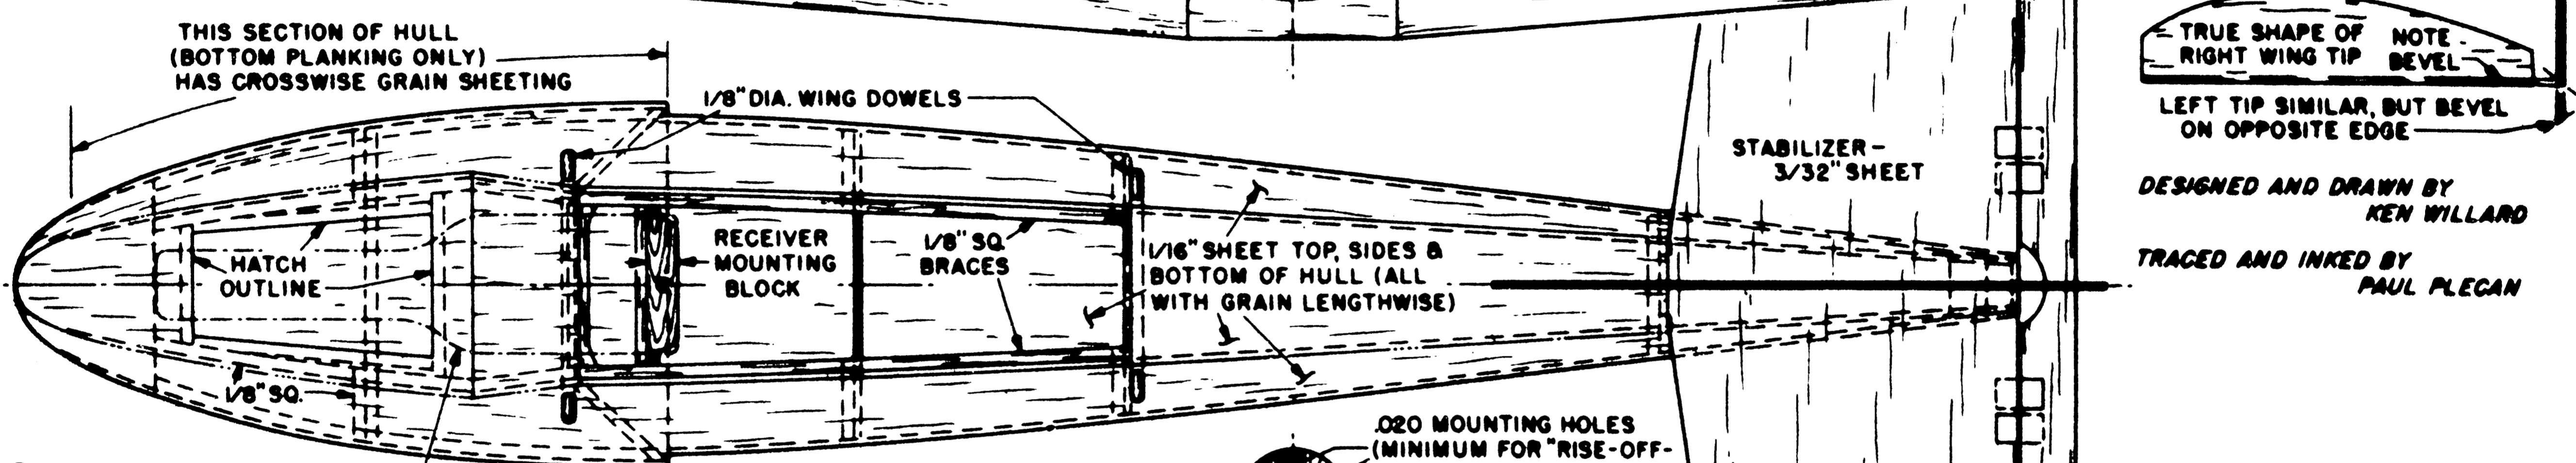 THIS SECTION OF HULL
(BOTTOM PLANKING ONLY)
HAS CROSSWISE GRAIN SHEETING
1/8" DIA. WING DOWELS
HATCH
OUTLINE
1/8" SQ.
RECEIVER
MOUNTING
BLOCK
1/8" SQ.
BRACES
1/16" SHEET TOP, SIDES &
BOTTOM OF HULL (ALL
WITH GRAIN LENGTHWISE)
.020 MOUNTING HOLES
(MINIMUM FOR "RISE-OFF-
STABILIZER-
3/32" SHEET
TRUE SHAPE OF
RIGHT WING TIP
NOTE
BEVEL
LEFT TIP SIMILAR, BUT BEVEL
ON OPPOSITE EDGE
DESIGNED AND DRAWN BY
KEN WILLARD
TRACED AND INKED BY
PAUL PLECAN